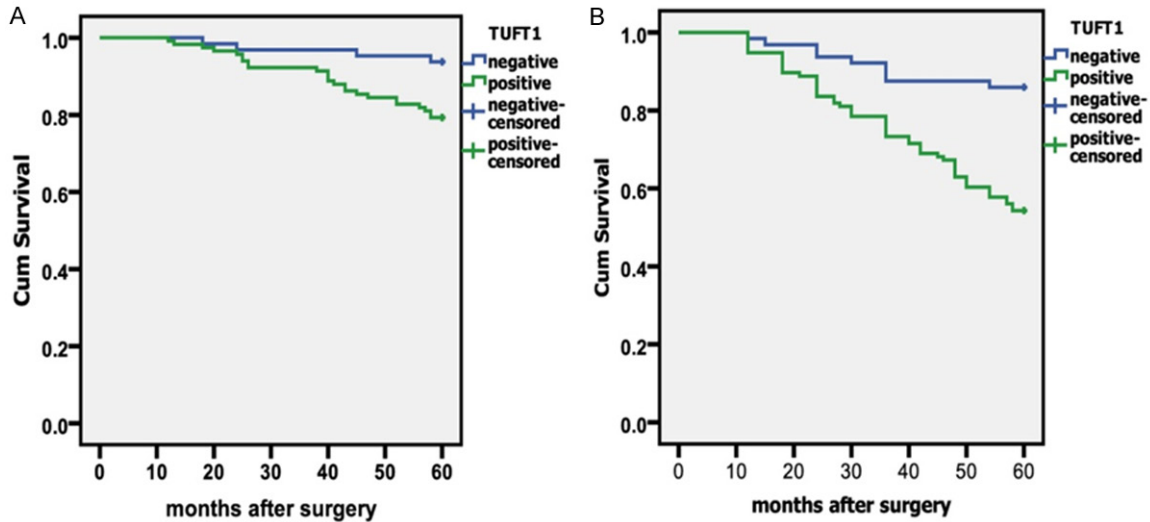 A
1.0
0.8
0.6
0.4
0.2
0.0
Cum Survival
0 10 20 30 40 50 60
months after surgery
TUFT1
negative
positive
negative-
censored
positive-
censored
B
1.0
0.8
0.6
0.4
0.2
0.0
Cum Survival
0 10 20 30 40 50 60
months after surgery
TUFT1
negative
positive
negative-
censored
positive-
censored